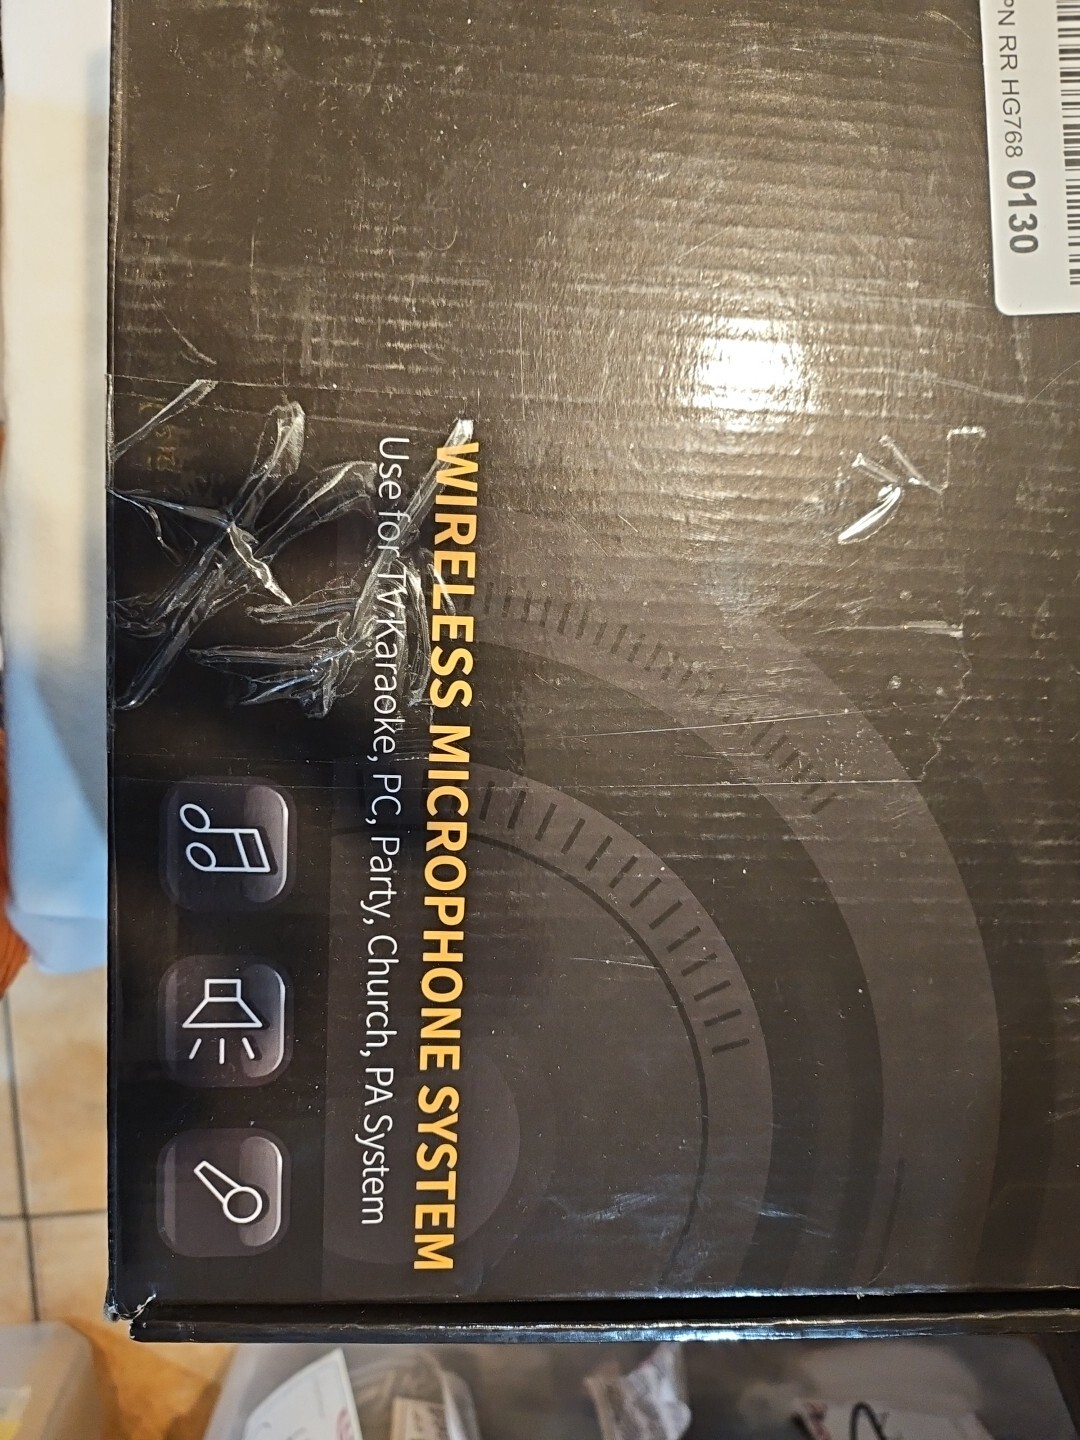 WIRELESS MICROPHONE SYSTEM
Use for TV Karaoke, PC, Party, Church, PA System
PN RR HG768 0130